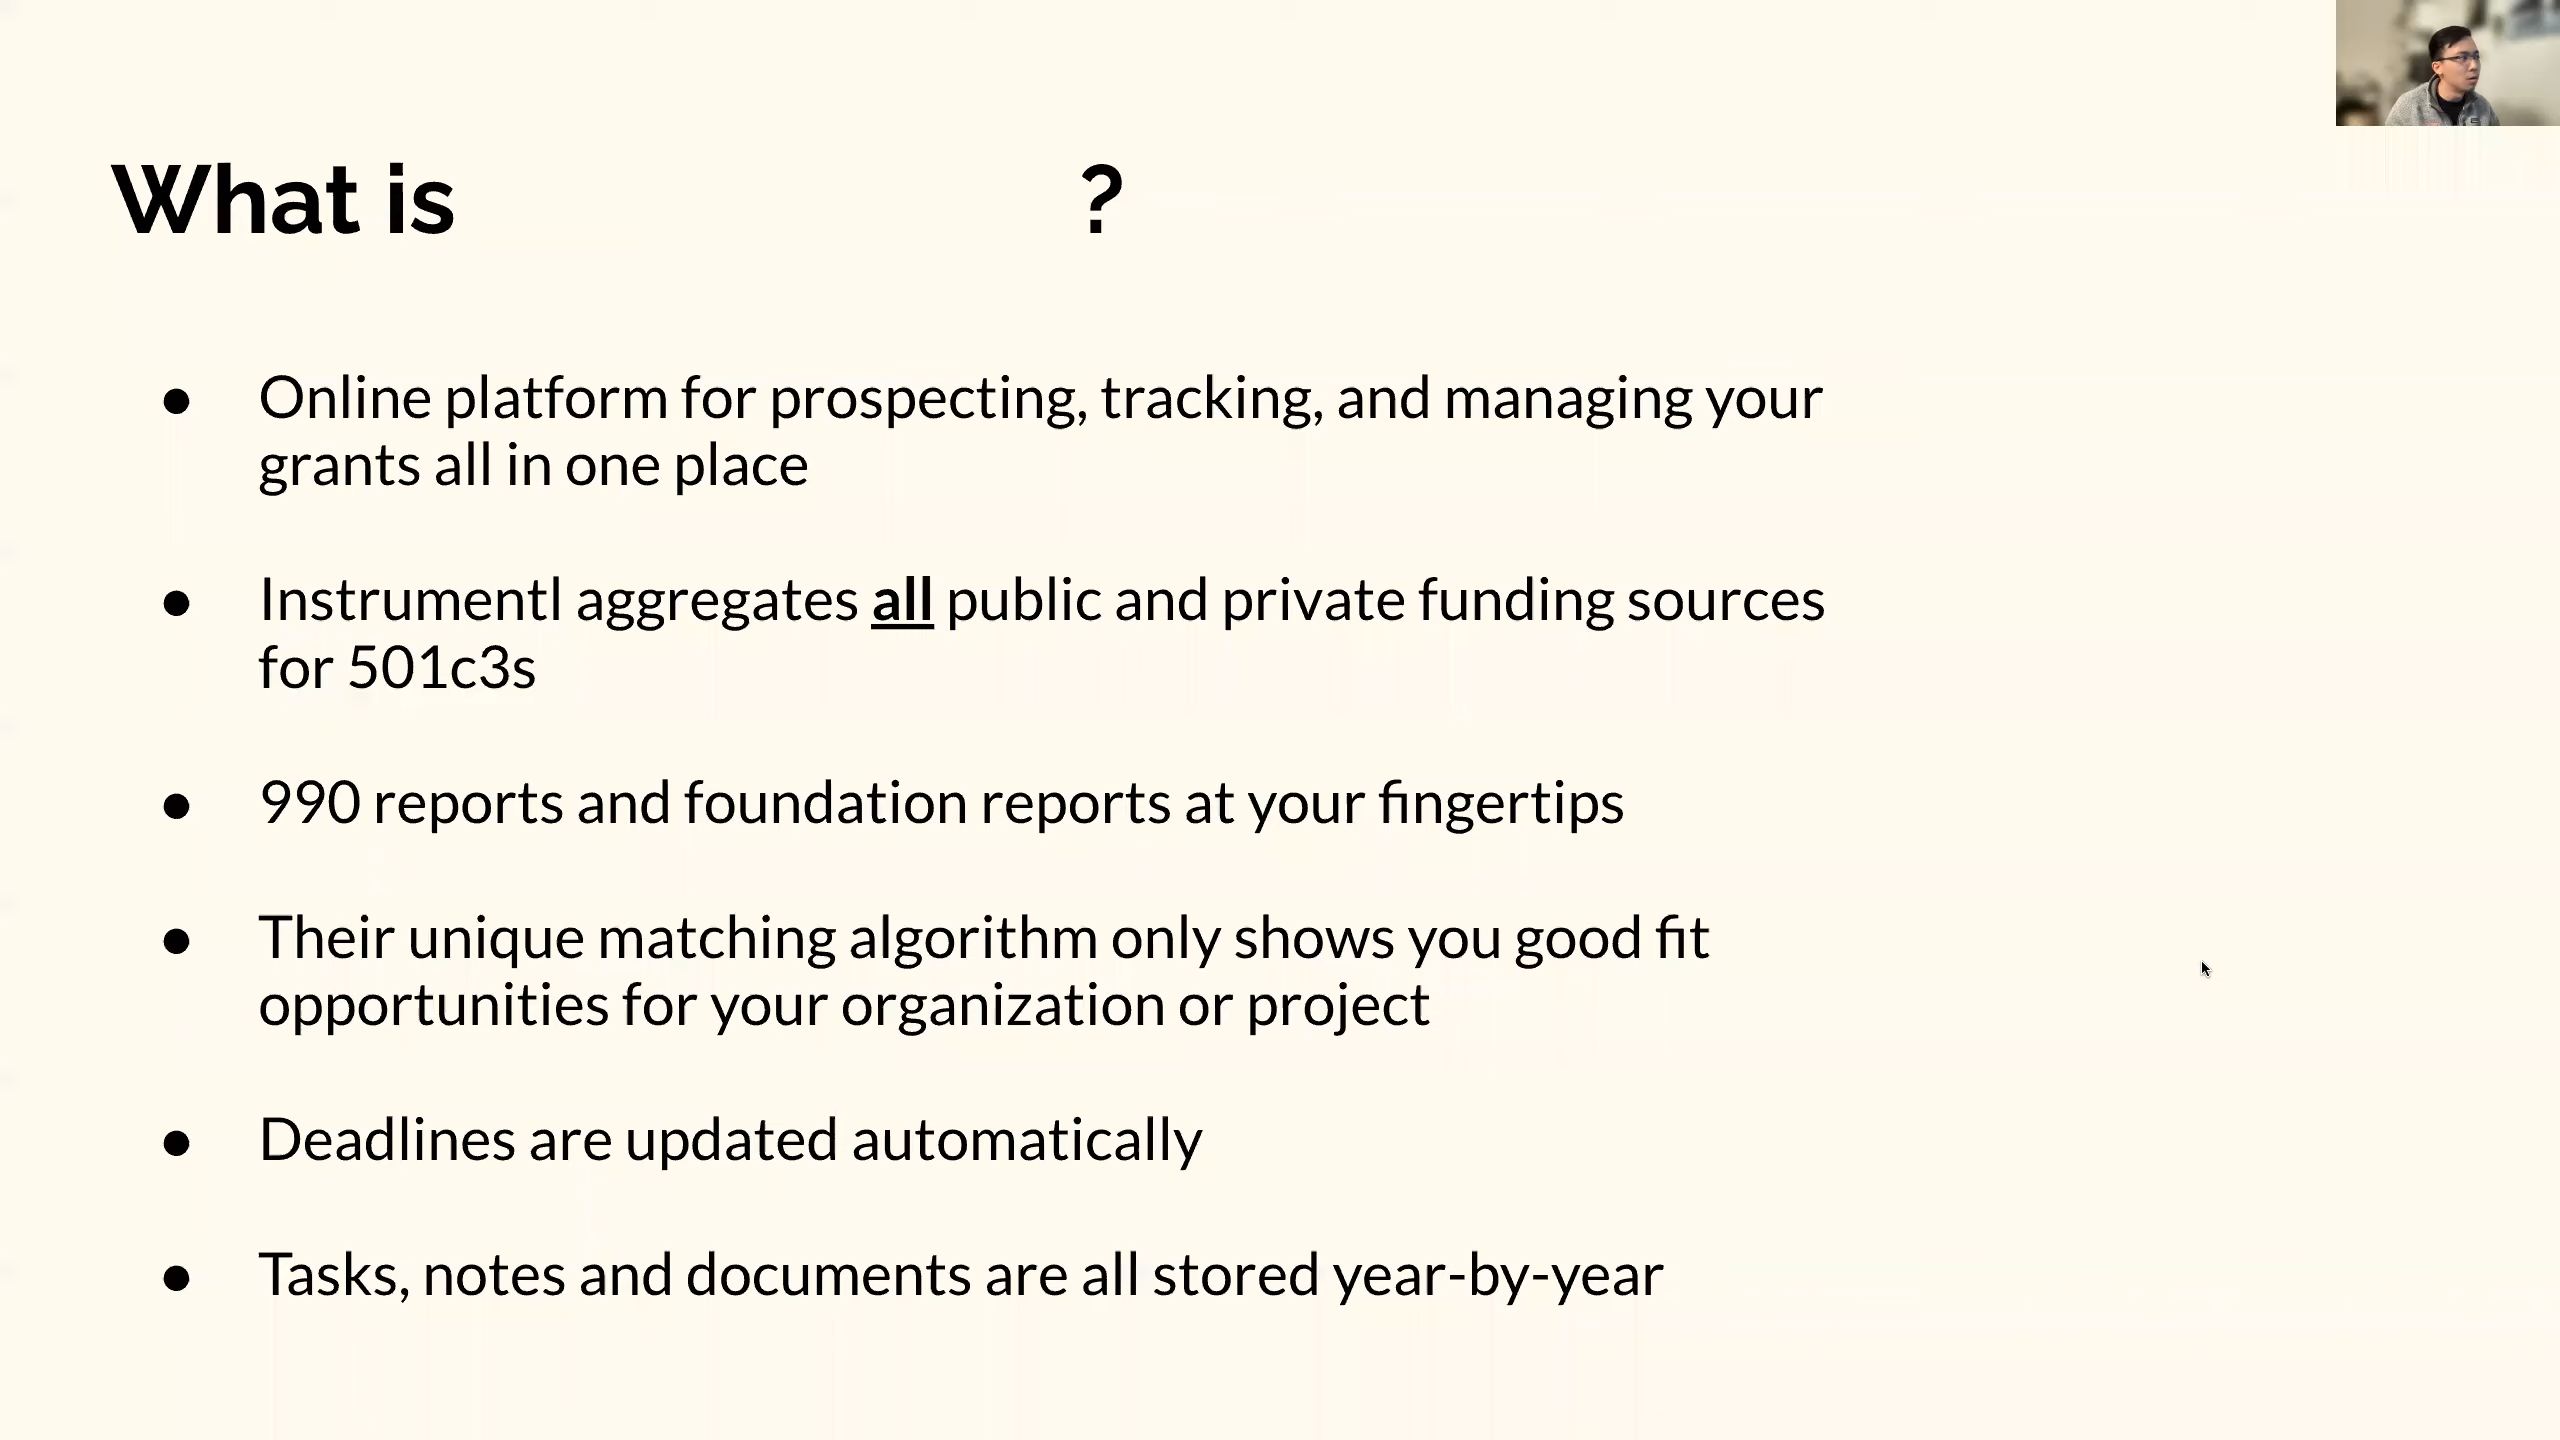 What is ?
● Online platform for prospecting, tracking, and managing your
grants all in one place
● Instrumentl aggregates all public and private funding sources
for 501c3s
● 990 reports and foundation reports at your fingertips
● Their unique matching algorithm only shows you good fit
opportunities for your organization or project
● Deadlines are updated automatically
● Tasks, notes and documents are all stored year-by-year